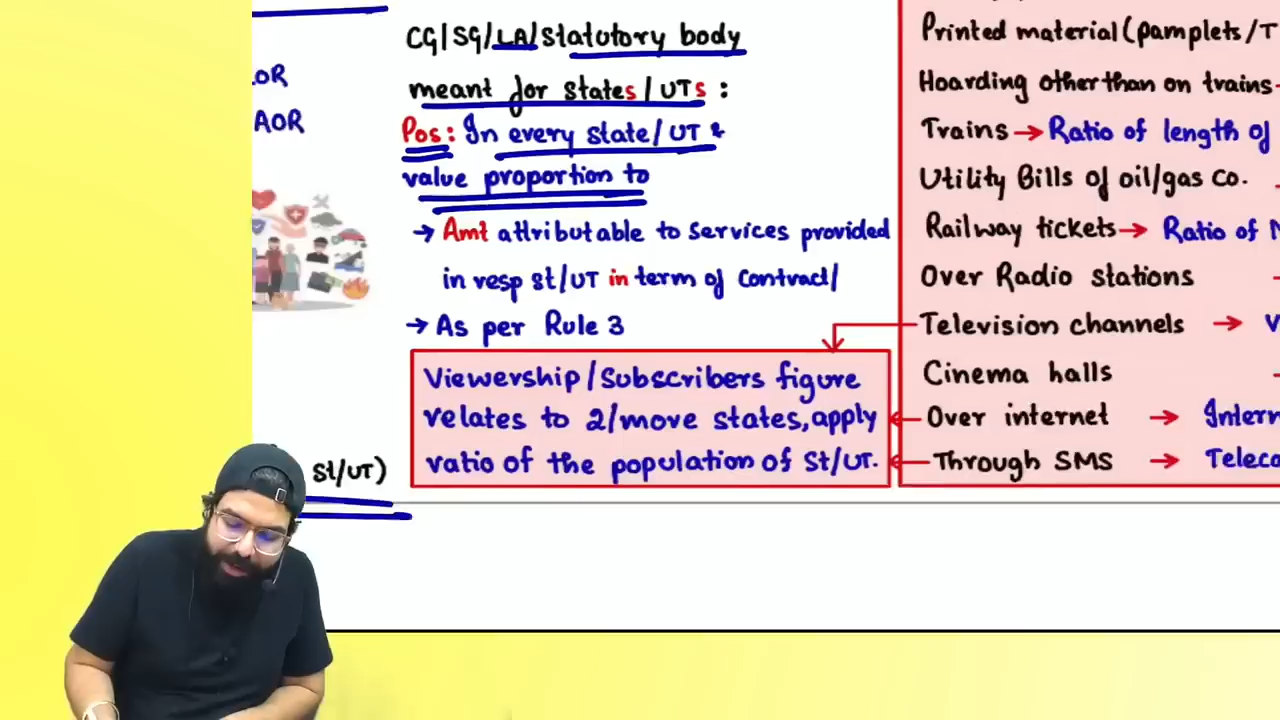 LOR
AOR
St/UT)
CG/SG/LA/Statutory body
meant for states/UTs :
Pos: In every state/UT &
value proportion to
→ Amt attributable to services provided
in resp st/UT in term of Contract/
→ As per Rule 3
Viewership/Subscribers figure
relates to 2/more states, apply
ratio of the population of St/UT.
Printed material (pamplets/T
Hoarding other than on trains-
Trains → Ratio of length of
Utility Bills of oil/gas co.
Railway tickets → Ratio of N
Over Radio stations
Television channels → V
Cinema halls
Over internet → Intern
Through SMS → Teleco